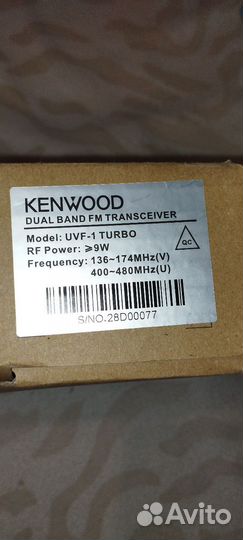 KENWOOD
DUAL BAND FM TRANSCEIVER
Model: UVF-1 TURBO
RF Power: ⩾9W
QC
Frequency: 136~174MHz(V)
400~480MHz(U)
S/NO.28D00077
Avito